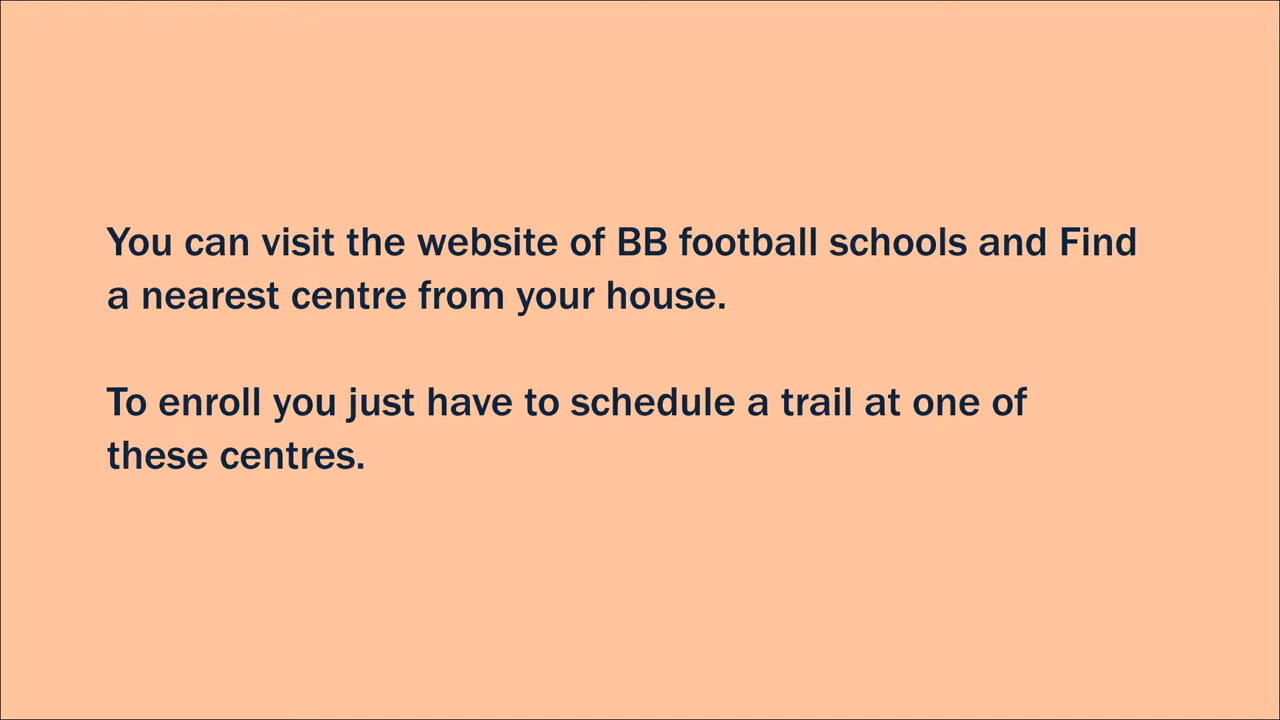 You can visit the website of BB football schools and Find
a nearest centre from your house.
To enroll you just have to schedule a trail at one of
these centres.